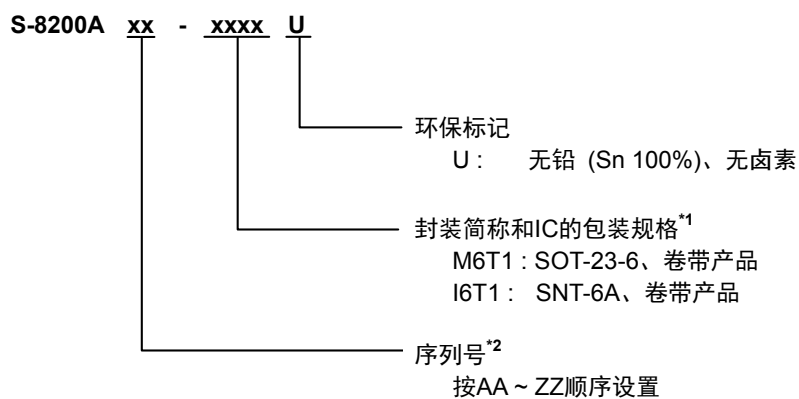 S-8200A xx - xxxx U
环保标记
U : 无铅 (Sn 100%)、无卤素
封装简称和IC的包装规格*1
M6T1 : SOT-23-6、卷带产品
I6T1 : SNT-6A、卷带产品
序列号*2
按AA ~ ZZ顺序设置